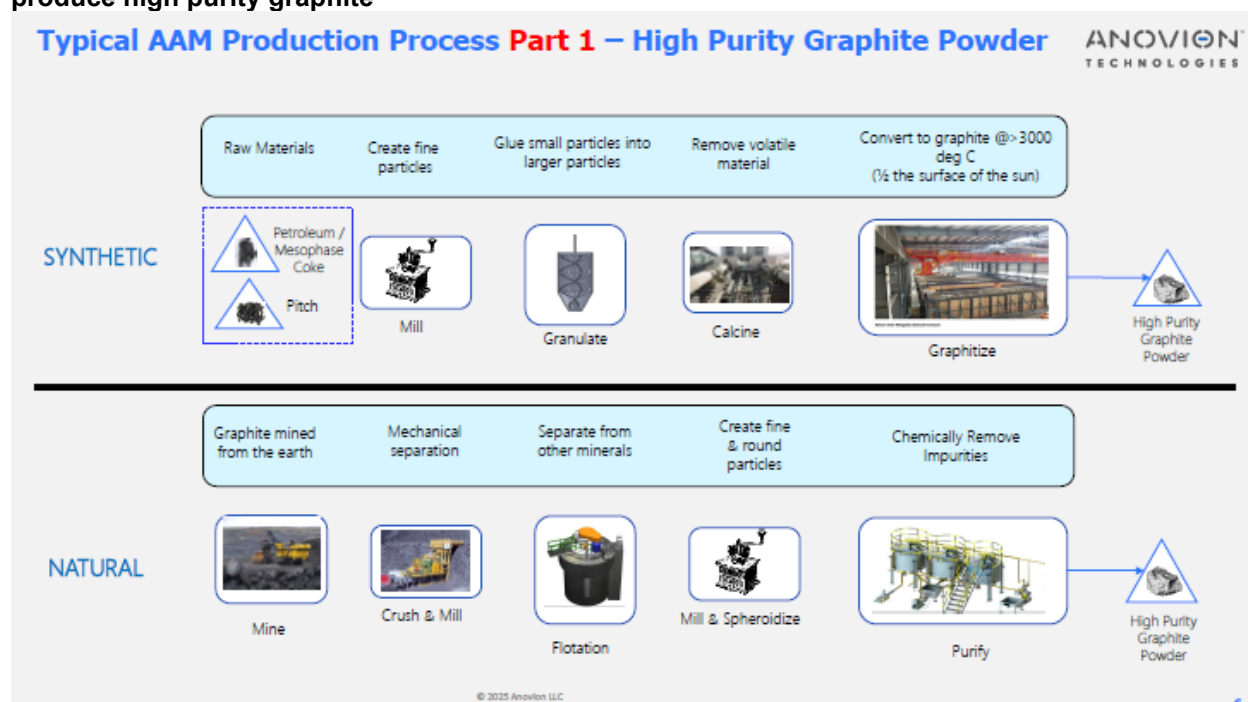 produce high purity graphite
Typical AAM Production Process Part 1 – High Purity Graphite Powder
ANOVION
TECHNOLOGIES
Raw Materials
Create fine
particles
Glue small particles into
larger particles
Remove volatile
material
Convert to graphite @>3000
deg C
(½ the surface of the sun)
SYNTHETIC
Petroleum /
Mesophase
Coke
Pitch
Mill
Granulate
Calcine
Graphitize
High Purity
Graphite
Powder
Graphite mined
from the earth
Mechanical
separation
Separate from
other minerals
Create fine
& round
particles
Chemically Remove
Impurities
NATURAL
Mine
Crush & Mill
Flotation
Mill & Spheroidize
Purify
High Purity
Graphite
Powder
© 2025 Anovion LLC